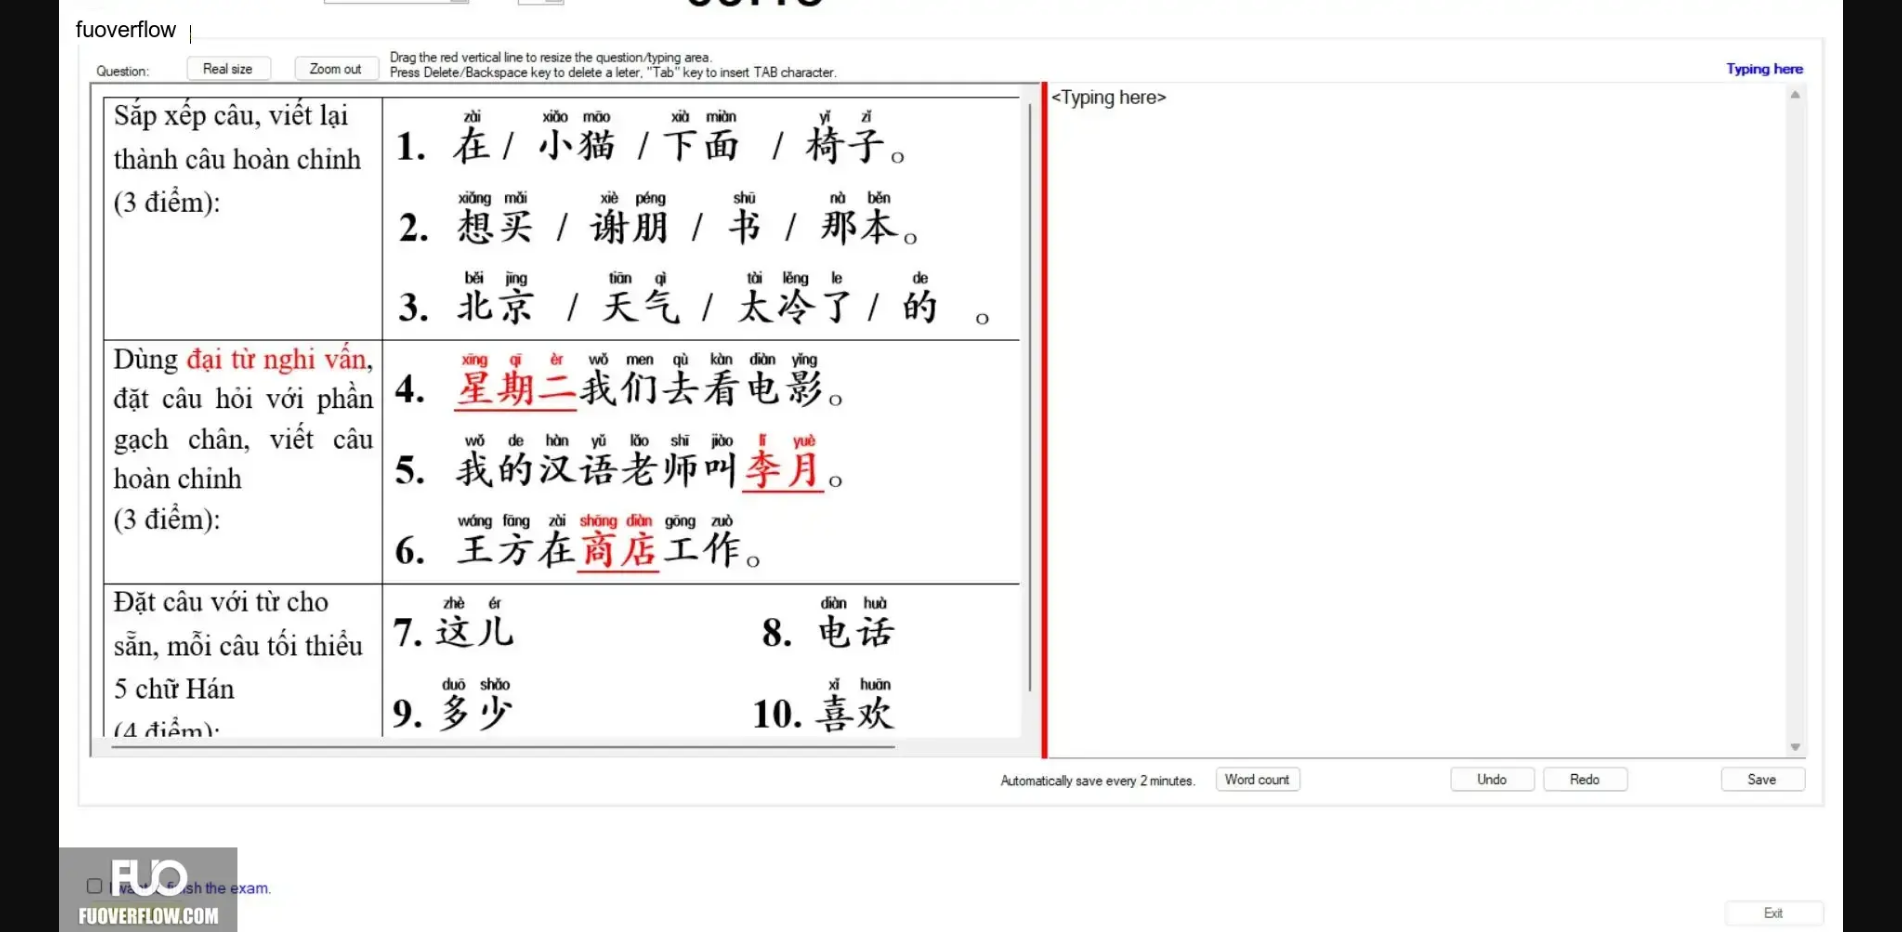 fuoverflow
Question:
Real size
Zoom out
Drag the red vertical line to resize the question/typing area.
Press Delete/Backspace key to delete a leter, "Tab" key to insert TAB character.
Typing here
<Typing here>
Sắp xếp câu, viết lại
thành câu hoàn chỉnh
(3 điểm):
zài xiǎo māo xià miàn yǐ zǐ
1. 在 / 小猫 / 下面 / 椅子。
xiǎng mǎi xiè péng shū nà běn
2. 想买 / 谢朋 / 书 / 那本。
běi jīng tiān qì tài lěng le de
3. 北京 / 天气 / 太冷了 / 的 。
Dùng đại từ nghi vấn,
đặt câu hỏi với phần
gạch chân, viết câu
hoàn chỉnh
(3 điểm):
xīng qī èr wǒ men qù kàn diàn yǐng
4. 星期二我们去看电影。
wǒ de hàn yǔ lǎo shī jiào lǐ yuè
5. 我的汉语老师叫李月。
wáng fāng zài shāng diàn gōng zuò
6. 王方在商店工作。
Đặt câu với từ cho
sẵn, mỗi câu tối thiểu
5 chữ Hán
(4 điểm):
zhè ér diàn huà
7. 这儿 8. 电话
duō shǎo xǐ huān
9. 多少 10. 喜欢
Automatically save every 2 minutes.
Word count
Undo
Redo
Save
FUO
finish the exam.
FUOVERFLOW.COM
Exit